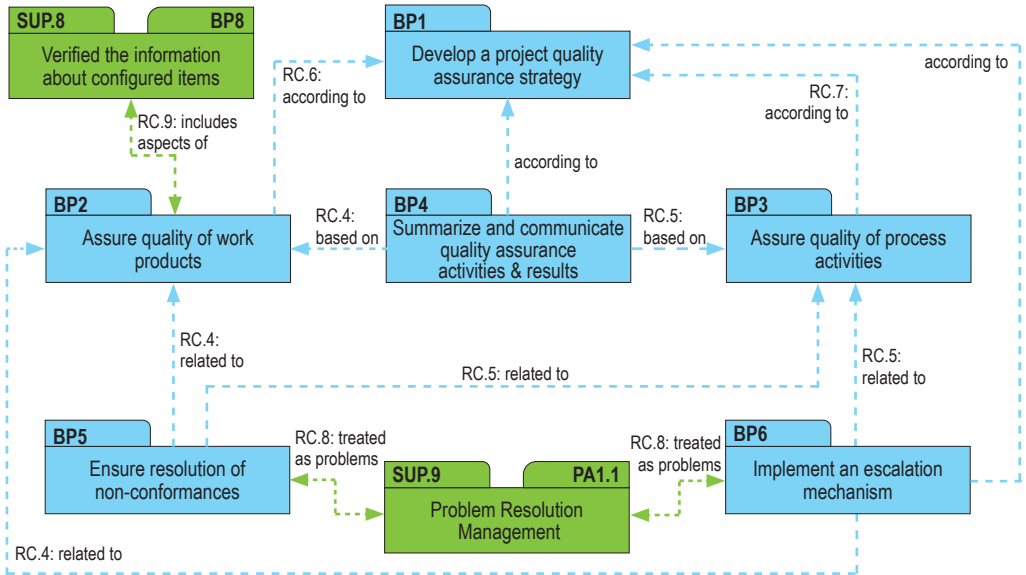 SUP.8 BP8
Verified the information
about configured items
BP1
Develop a project quality
assurance strategy
according to
RC.6:
according to
RC.7:
according to
RC.9: includes
aspects of
according to
BP2
Assure quality of work
products
RC.4:
based on
BP4
Summarize and communicate
quality assurance
activities & results
RC.5:
based on
BP3
Assure quality of process
activities
RC.4:
related to
RC.5: related to
RC.5:
related to
BP5
Ensure resolution of
non-conformances
RC.8: treated
as problems
SUP.9 PA1.1
Problem Resolution
Management
RC.8: treated
as problems
BP6
Implement an escalation
mechanism
RC.4: related to